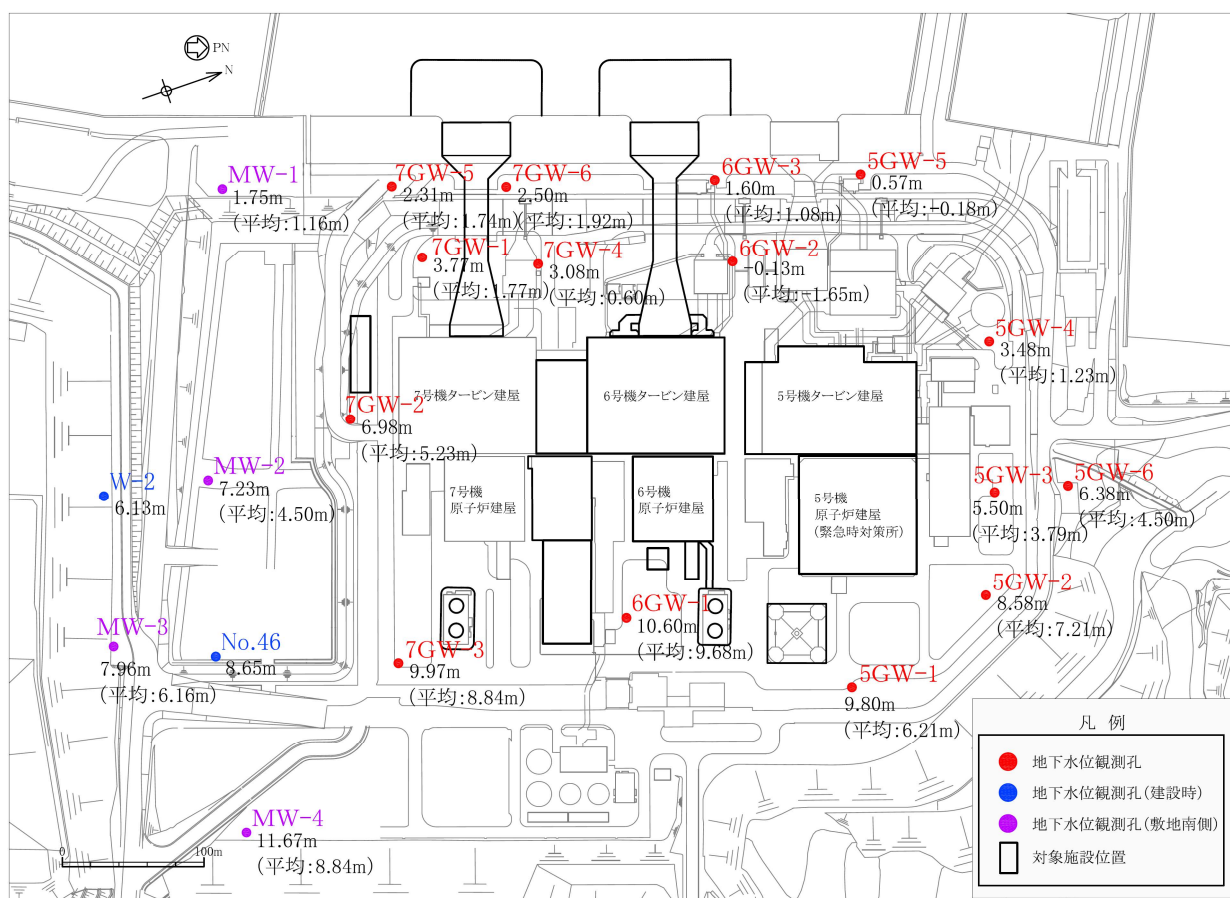 PN
N
MW-1
1.75m
(平均:1.16m)
7GW-5
2.31m
(平均:1.74m)
7GW-6
2.50m
(平均:1.92m)
6GW-3
1.60m
(平均:1.08m)
5GW-5
0.57m
(平均:-0.18m)
7GW-1
3.77m
(平均:1.77m)
7GW-4
3.08m
(平均:0.60m)
6GW-2
-0.13m
(平均:-1.65m)
5GW-4
3.48m
(平均:1.23m)
7号機タービン建屋
6号機タービン建屋
5号機タービン建屋
7GW-2
6.98m
(平均:5.23m)
W-2
6.13m
MW-2
7.23m
(平均:4.50m)
7号機
原子炉建屋
6号機
原子炉建屋
5号機
原子炉建屋
(緊急時対策所)
5GW-3
5.50m
(平均:3.79m)
5GW-6
6.38m
(平均:4.50m)
5GW-2
8.58m
(平均:7.21m)
6GW-1
10.60m
(平均:9.68m)
MW-3
7.96m
(平均:6.16m)
No.46
8.65m
7GW-3
9.97m
(平均:8.84m)
5GW-1
9.80m
(平均:6.21m)
MW-4
11.67m
(平均:8.84m)
0
100m
凡 例
地下水位観測孔
地下水位観測孔(建設時)
地下水位観測孔(敷地南側)
対象施設位置